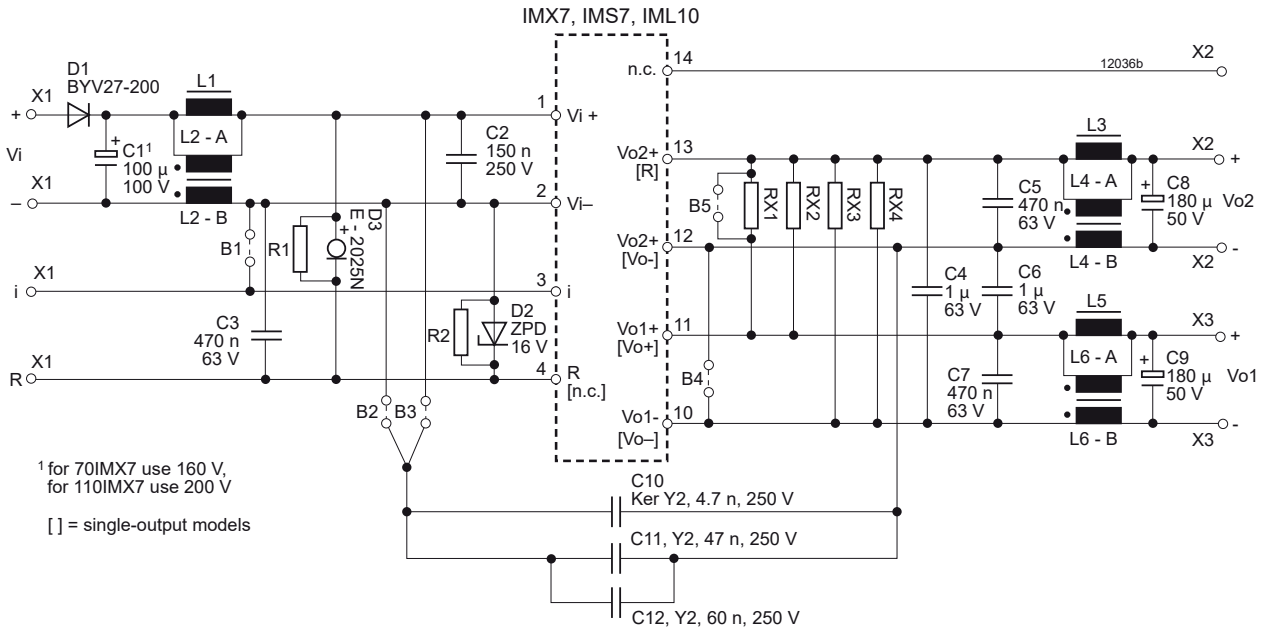 IMX7, IMS7, IML10
D1
BYV27-200
X1
+
L1
L2 - A
L2 - B
+
C1¹
100 µ
100 V
Vi
X1
–
B1
R1
D3
E - 2025N
+
C2
150 n
250 V
1
Vi +
2
Vi–
3
i
4
R
[n.c.]
X1
i
C3
470 n
63 V
X1
R
R2
D2
ZPD
16 V
B2
B3
n.c.
14
12036b
X2
Vo2+
[R]
13
Vo2+
[Vo-]
12
Vo1+
[Vo+]
11
Vo1-
[Vo–]
10
B5
RX1
RX2
RX3
RX4
B4
C4
1 µ
63 V
C5
470 n
63 V
C6
1 µ
63 V
C7
470 n
63 V
L3
L4 - A
L4 - B
X2
+
+
C8
180 µ
50 V
Vo2
-
X2
L5
L6 - A
L6 - B
X3
+
+
C9
180 µ
50 V
Vo1
-
X3
C10
Ker Y2, 4.7 n, 250 V
C11, Y2, 47 n, 250 V
C12, Y2, 60 n, 250 V
¹ for 70IMX7 use 160 V,
for 110IMX7 use 200 V
[ ] = single-output models